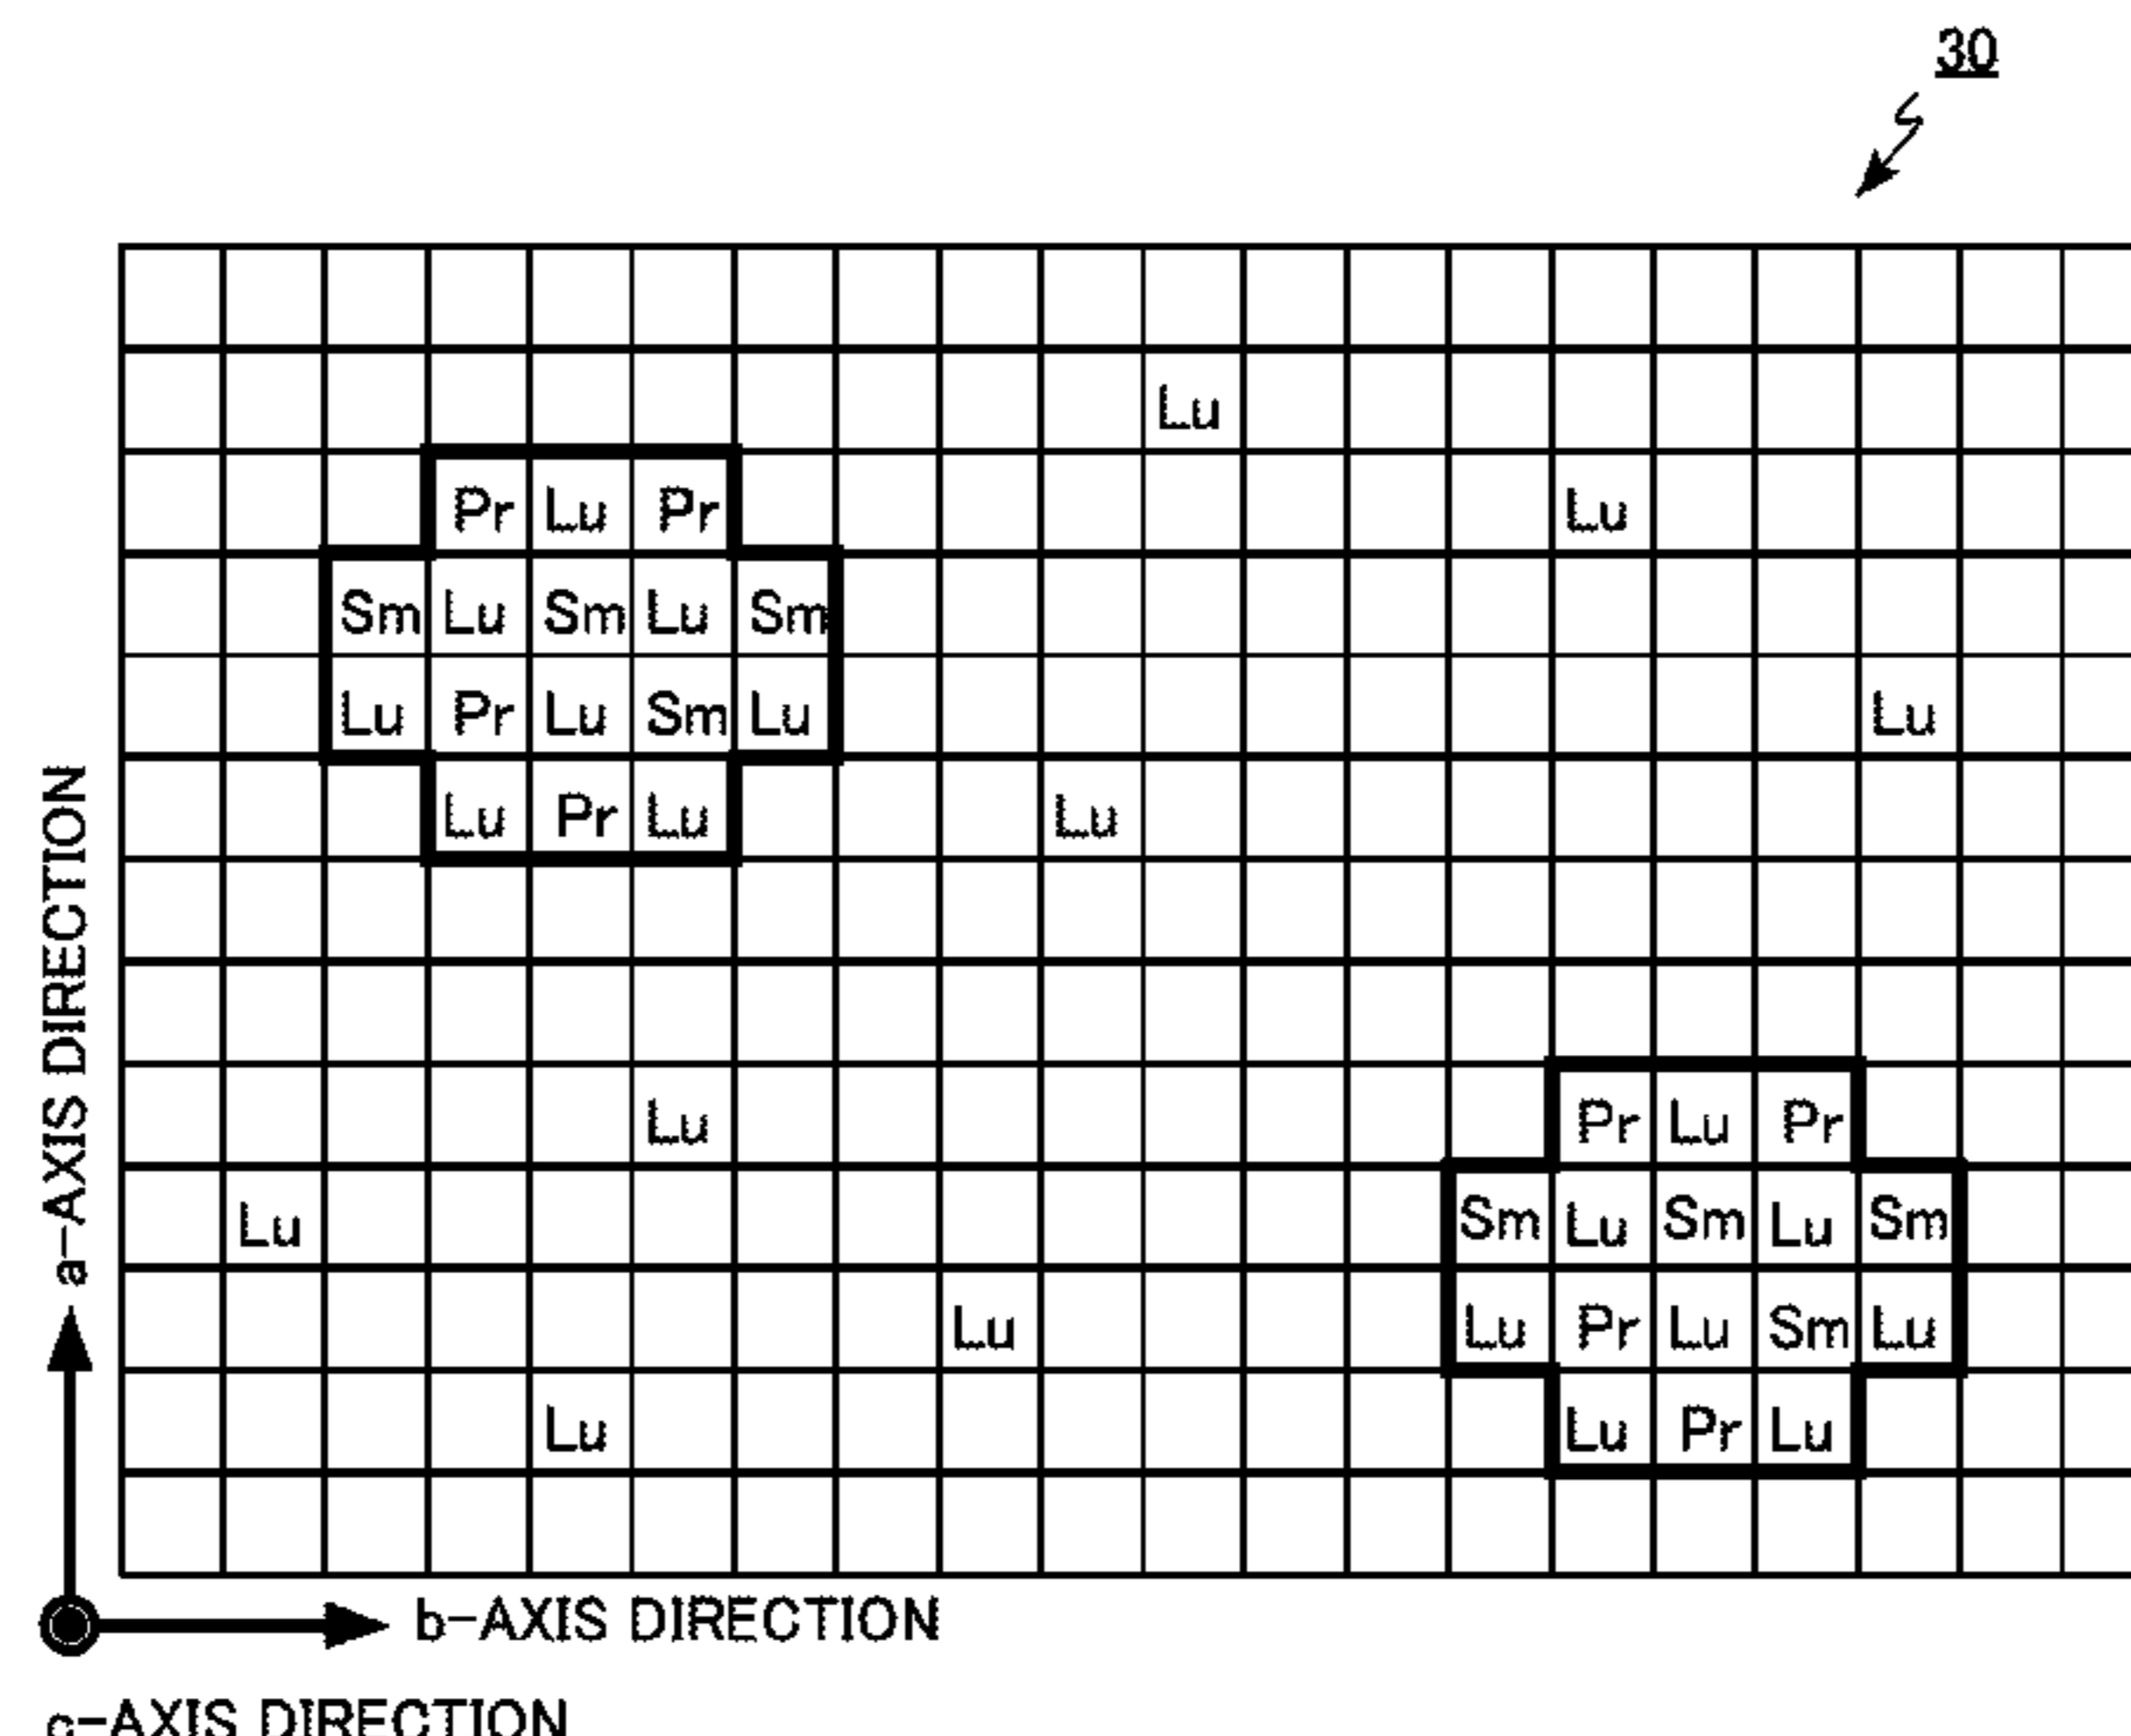 30
Lu
Pr Lu Pr Lu
Sm Lu Sm Lu Sm
Lu Pr Lu Sm Lu Lu
Lu Pr Lu Lu
Lu Pr Lu Pr
Lu Sm Lu Sm Lu Sm
Lu Lu Pr Lu Sm Lu
Lu Lu Pr Lu
a-AXIS DIRECTION
b-AXIS DIRECTION
c-AXIS DIRECTION